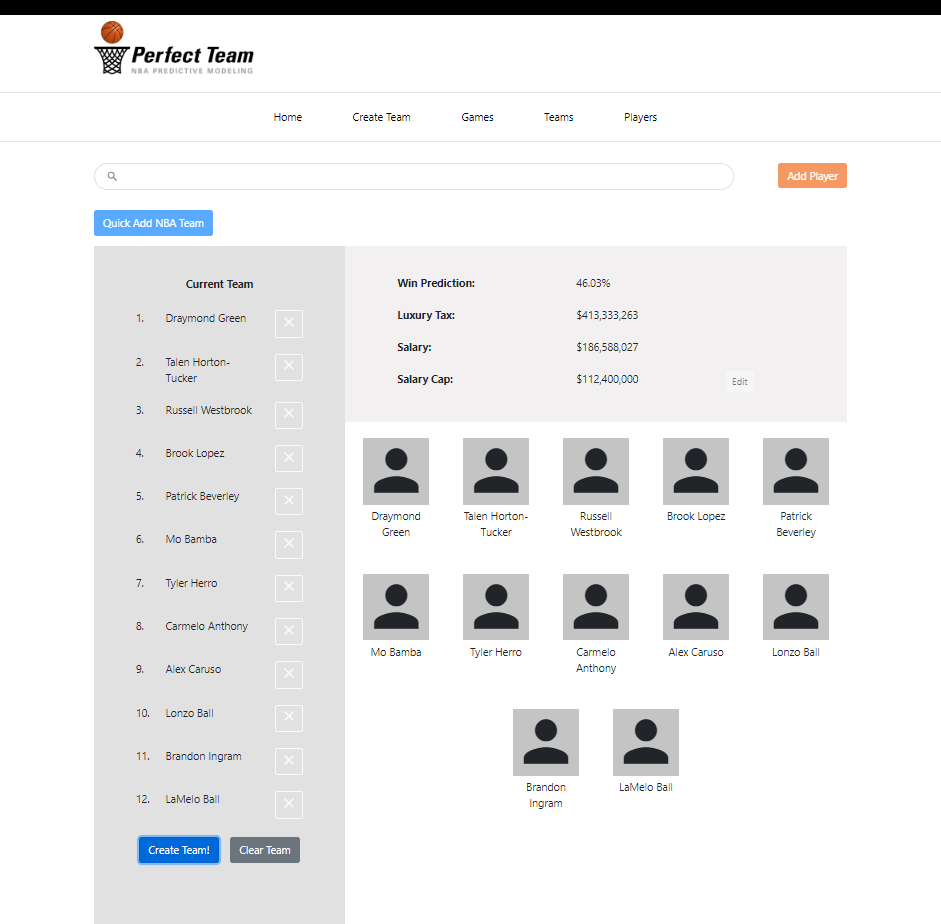 Perfect Team
NBA PREDICTIVE MODELING
Home Create Team Games Teams Players
Add Player
Quick Add NBA Team
Current Team
1. Draymond Green
2. Talen Horton-
Tucker
3. Russell Westbrook
4. Brook Lopez
5. Patrick Beverley
6. Mo Bamba
7. Tyler Herro
8. Carmelo Anthony
9. Alex Caruso
10. Lonzo Ball
11. Brandon Ingram
12. LaMelo Ball
Create Team! Clear Team
Win Prediction: 46.03%
Luxury Tax: $413,333,263
Salary: $186,588,027
Salary Cap: $112,400,000 Edit
Draymond
Green
Talen Horton-
Tucker
Russell
Westbrook
Brook Lopez
Patrick
Beverley
Mo Bamba
Tyler Herro
Carmelo
Anthony
Alex Caruso
Lonzo Ball
Brandon
Ingram
LaMelo Ball